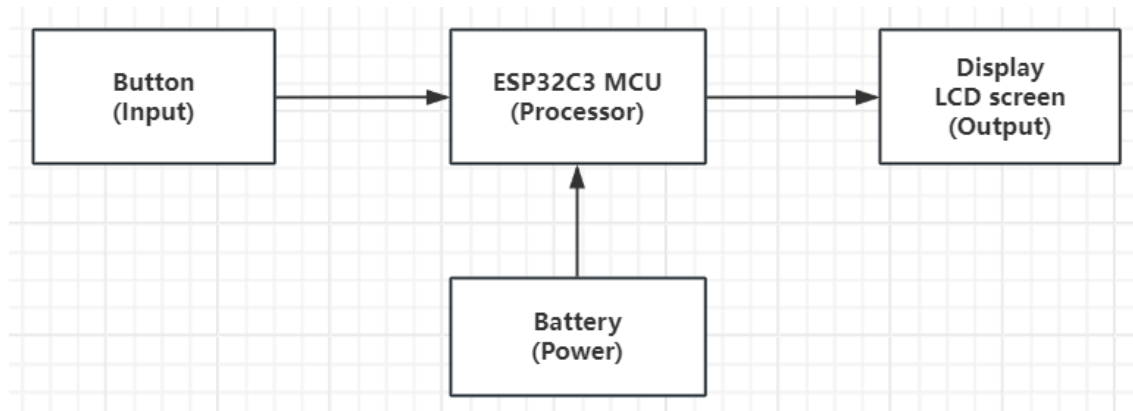 Button
(Input)
ESP32C3 MCU
(Processor)
Display
LCD screen
(Output)
Battery
(Power)